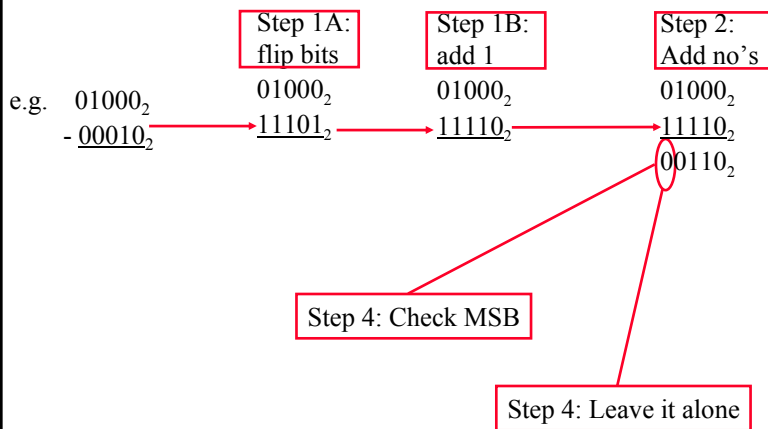 Step 1A:
flip bits
Step 1B:
add 1
Step 2:
Add no's
e.g. 01000₂
- 00010₂
01000₂
11101₂
01000₂
11110₂
01000₂
11110₂
00110₂
Step 4: Check MSB
Step 4: Leave it alone